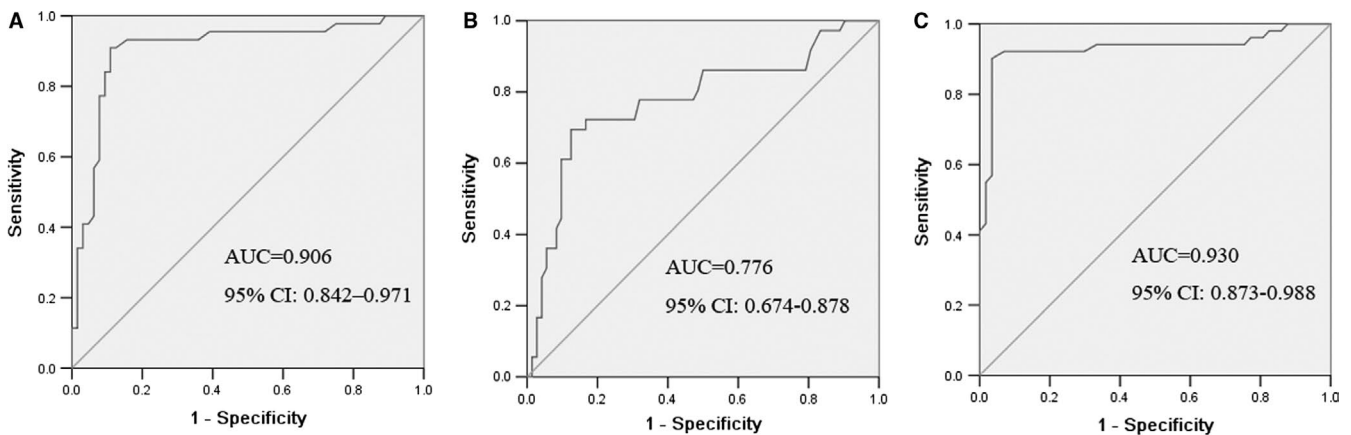 A
1.0
0.8
0.6
0.4
0.2
0.0
Sensitivity
AUC=0.906
95% CI: 0.842–0.971
0.0 0.2 0.4 0.6 0.8 1.0
1 - Specificity
B
1.0
0.8
0.6
0.4
0.2
0.0
Sensitivity
AUC=0.776
95% CI: 0.674-0.878
0.0 0.2 0.4 0.6 0.8 1.0
1 - Specificity
C
1.0
0.8
0.6
0.4
0.2
0.0
Sensitivity
AUC=0.930
95% CI: 0.873-0.988
0.0 0.2 0.4 0.6 0.8 1.0
1 - Specificity